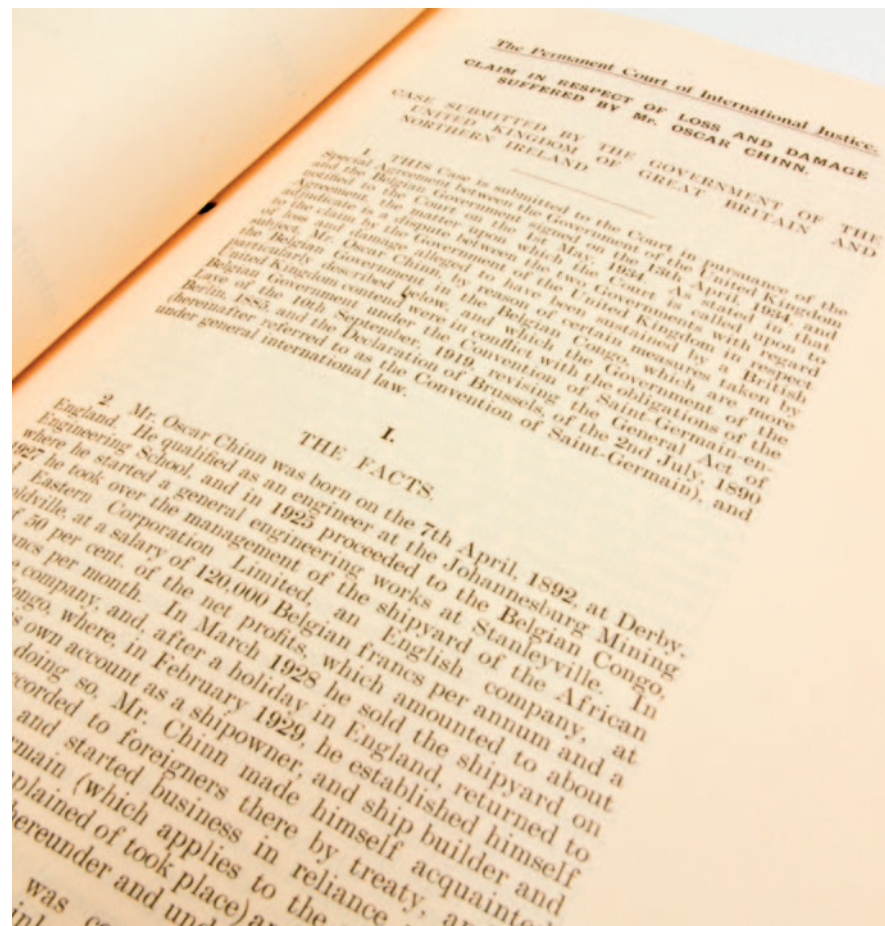 The Permanent Court of International Justice.
CLAIM IN RESPECT OF LOSS AND DAMAGE
SUFFERED BY Mr. OSCAR CHINN.
CASE SUBMITTED BY THE GOVERNMENT OF THE
UNITED KINGDOM OF GREAT BRITAIN AND
NORTHERN IRELAND
1. THIS Case is submitted to the Court in pursuance of the
Special Agreement between the Government of the United Kingdom
and the Belgian Government signed on the 13th April, 1934, and
notified to the Court on the 1st May, 1934. As stated in that
Agreement, the matter upon which the Court is called upon to
adjudicate is a dispute between the two Governments with regard
to the claim by the Government of the United Kingdom in respect
of loss and damage alleged to have been sustained by a British
subject, Mr. Oscar Chinn, by reason of certain measures taken by
the Belgian Government in the Belgian Congo, which are more
particularly described below, and which the Government of the
United Kingdom contend were in conflict with the obligations of the
Belgian Government under the Convention of Saint-Germain-en-
Laye of the 10th September, 1919, revising the General Act of
Berlin, 1885, and the Declaration of Brussels, of the 2nd July, 1890
(hereinafter referred to as the Convention of Saint-Germain), and
under general international law.
I.
THE FACTS.
2. Mr. Oscar Chinn was born on the 7th April, 1892, at Derby,
England. He qualified as an engineer at the Johannesburg Mining
Engineering School, and in 1925 proceeded to the Belgian Congo,
where he started a general engineering works at Stanleyville. In
1927 he took over the management of the shipyard of the African
Eastern Corporation Limited, an English company, at
oldville, at a salary of 120,000 Belgian francs per annum and a
of 50 per cent. of the net profits, which amounted to about
ancs per month. In March 1928 he sold the shipyard on
e company, and, after a holiday in England, returned to
ongo, where, in February 1929, he established himself
s own account as a shipowner, and ship builder and
doing so, Mr. Chinn made himself acquainted
ccorded to foreigners there by treaty, an
and started business in reliance
rmain (which applies to the
plained of took place) an
ereunder and und
was co